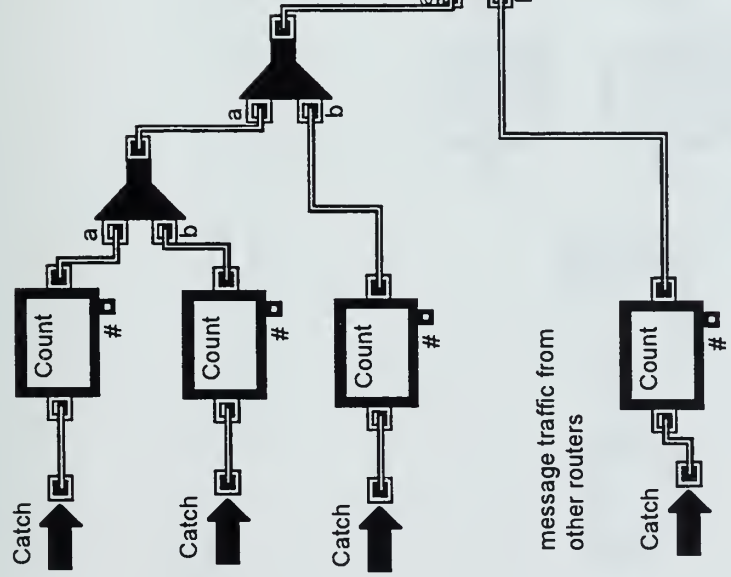 Catch
Count
a
#
b
Catch
Count
a
#
b
Catch
Count
#
message traffic from
other routers
Catch
Count
#